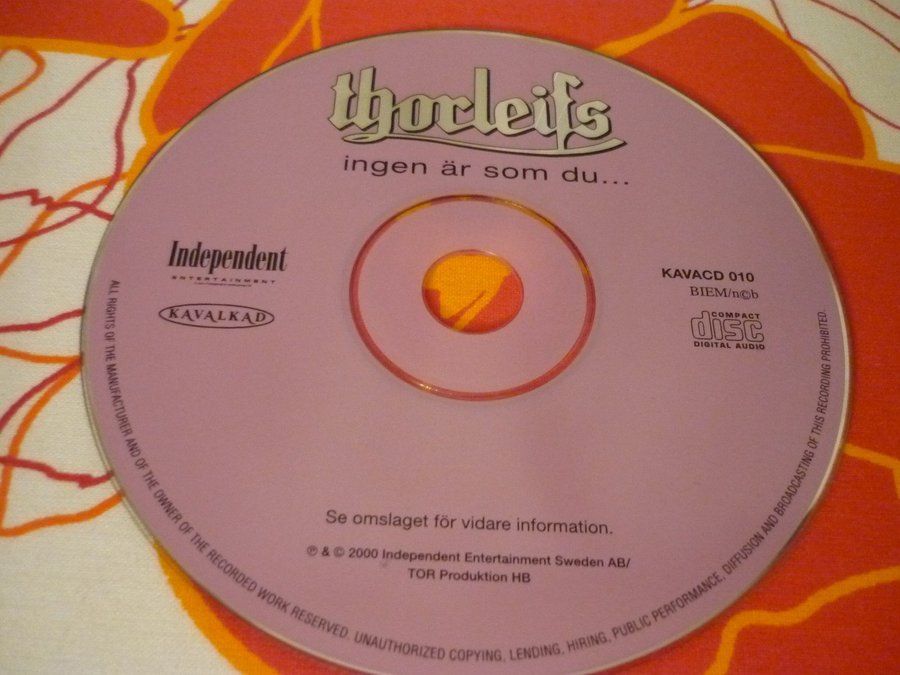 thorleifs
ingen är som du...
Independent
ENTERTAINMENT
KAVALKAD
KAVACD 010
BIEM/n©b
COMPACT
disc
DIGITAL AUDIO
Se omslaget för vidare information.
℗ & © 2000 Independent Entertainment Sweden AB/
TOR Produktion HB
ALL RIGHTS OF THE MANUFACTURER AND OF THE OWNER OF THE RECORDED WORK RESERVED. UNAUTHORIZED COPYING, LENDING, HIRING, PUBLIC PERFORMANCE, DIFFUSION AND BROADCASTING OF THIS RECORDING PROHIBITED.